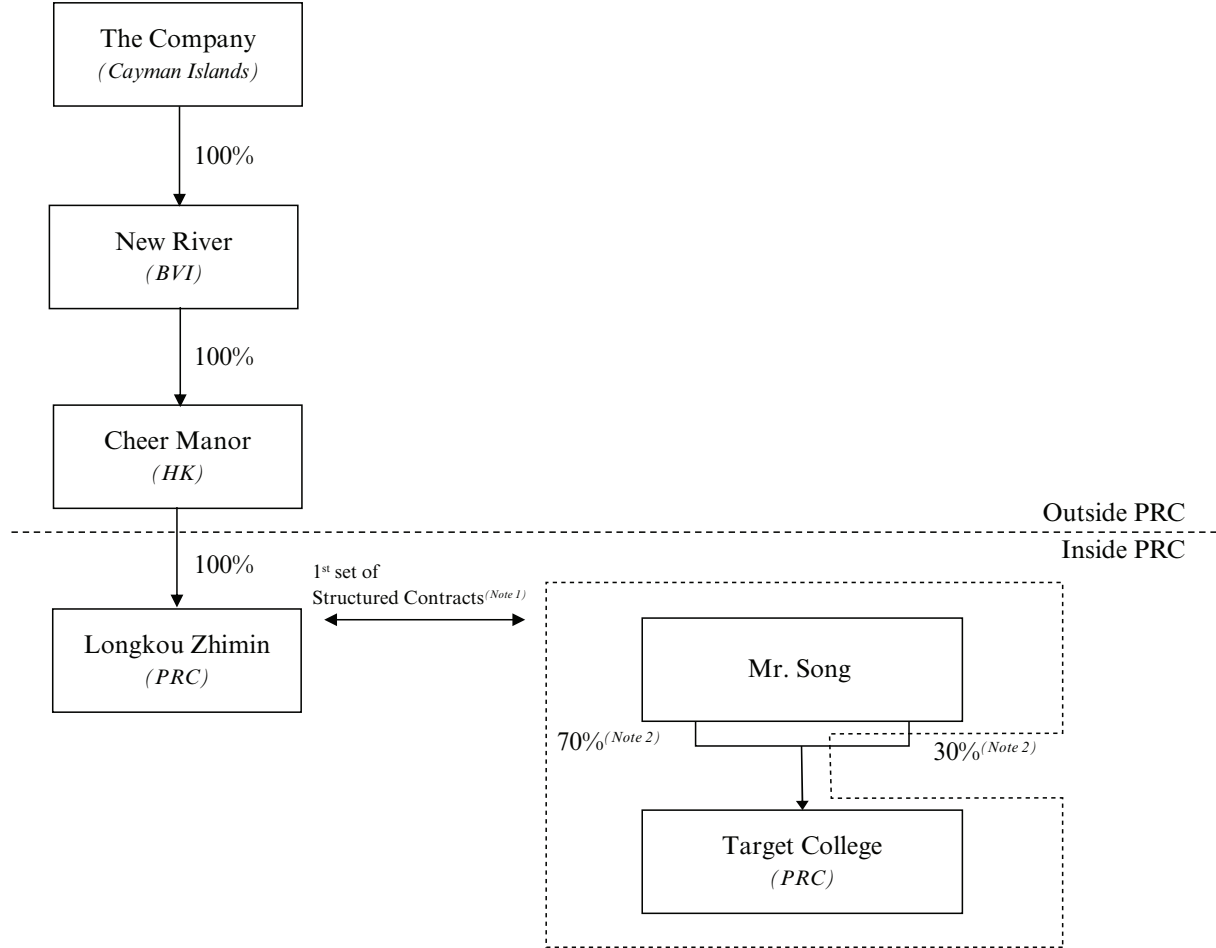 The Company
(Cayman Islands)
100%
New River
(BVI)
100%
Cheer Manor
(HK)
Outside PRC
Inside PRC
100%
1st set of
Structured Contracts(Note 1)
Longkou Zhimin
(PRC)
Mr. Song
70%(Note 2)
30%(Note 2)
Target College
(PRC)